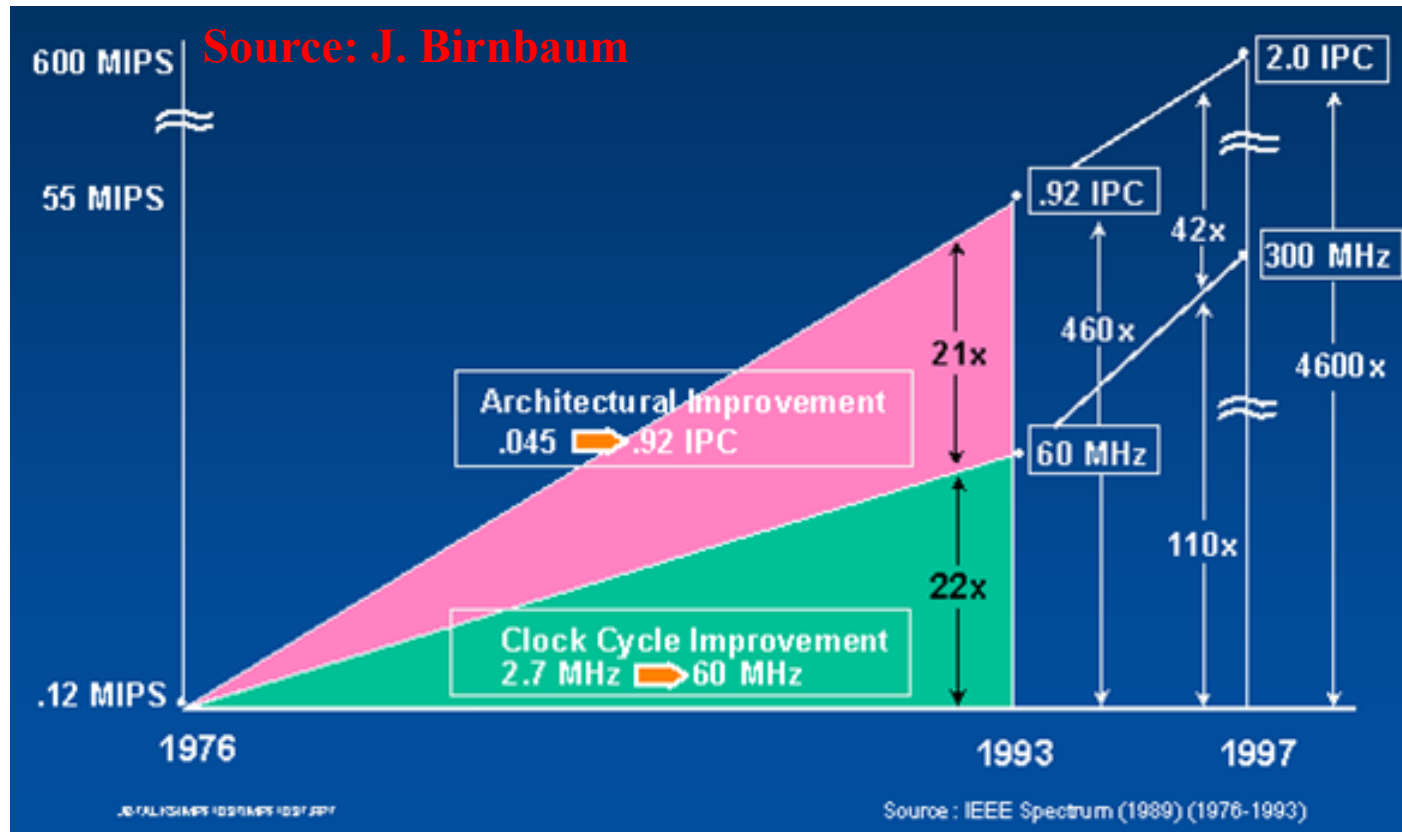 Source: J. Birnbaum
600 MIPS
2.0 IPC
55 MIPS
.92 IPC
42x
300 MHz
460x
21x
4600x
Architectural Improvement
.045 .92 IPC
60 MHz
110x
22x
Clock Cycle Improvement
2.7 MHz 60 MHz
.12 MIPS
1976
1993
1997
Source : IEEE Spectrum (1989) (1976-1993)